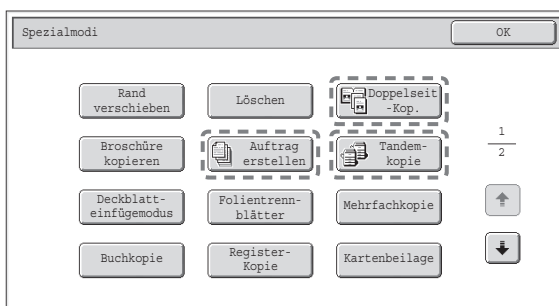 Spezialmodi
OK
Rand
verschieben
Löschen
Doppelseit
-Kop.
Broschüre
kopieren
Auftrag
erstellen
Tandem-
kopie
1
2
Deckblatt-
einfügemodus
Folientrenn-
blätter
Mehrfachkopie
Buchkopie
Register-
Kopie
Kartenbeilage